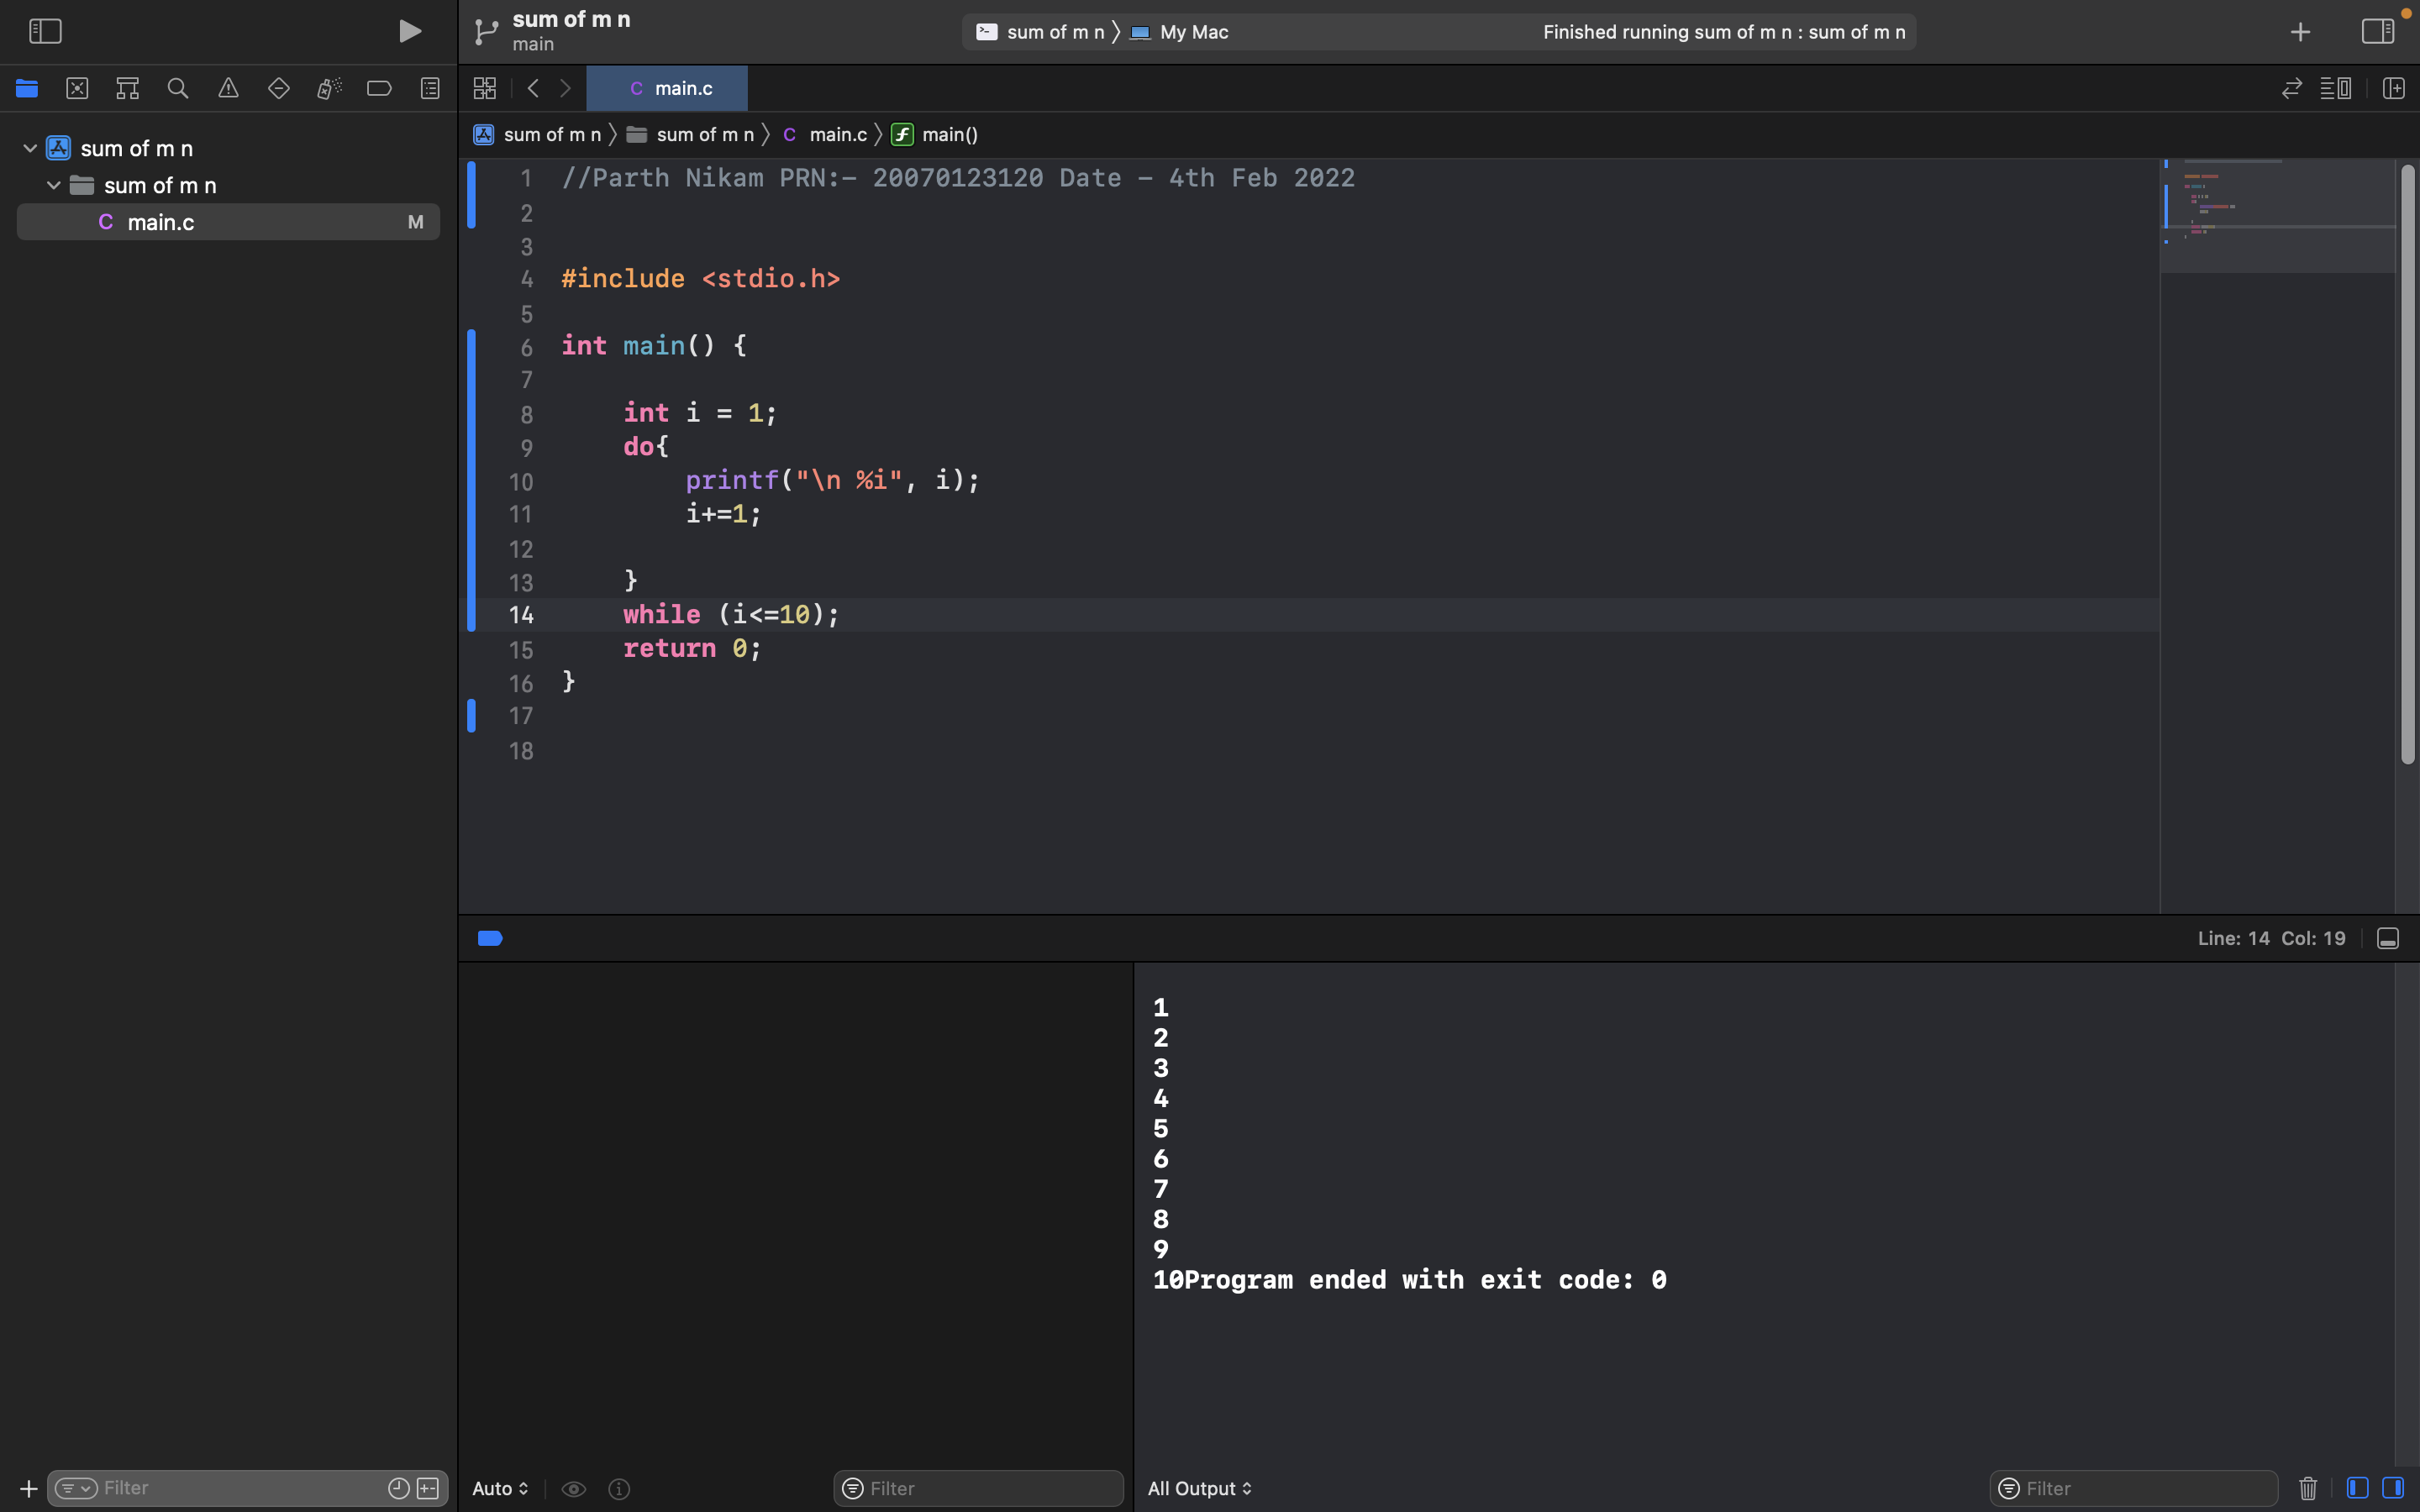 sum of m n
main
sum of m n
My Mac
Finished running sum of m n : sum of m n
C main.c
sum of m n
sum of m n
C main.c M
sum of m n sum of m n C main.c main()
1 //Parth Nikam PRN:- 20070123120 Date - 4th Feb 2022
2
3
4 #include <stdio.h>
5
6 int main() {
7
8 int i = 1;
9 do{
10 printf("\n %i", i);
11 i+=1;
12
13 }
14 while (i<=10);
15 return 0;
16 }
17
18
Line: 14 Col: 19
1
2
3
4
5
6
7
8
9
10Program ended with exit code: 0
Filter
Auto
Filter
All Output
Filter